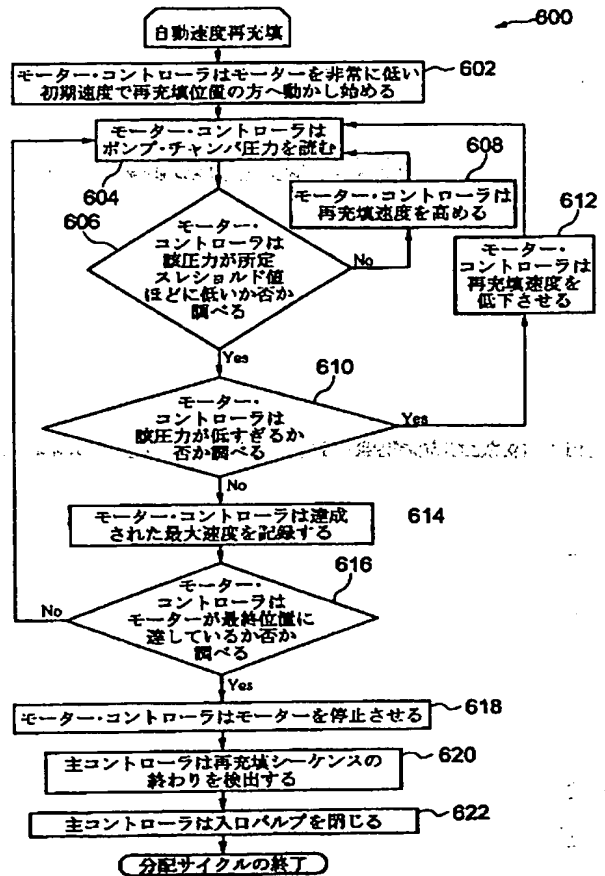 600
自動速度再充填
モーター・コントローラはモーターを非常に低い
初期速度で再充填位置の方へ動かし始める
602
モーター・コントローラは
ポンプ・チャンバ圧力を読む
604
608
モーター・コントローラは
再充填速度を高める
612
モーター・
コントローラは
再充填速度を
低下させる
606
モーター・
コントローラは
該圧力が所定
スレショルド値
ほどに低いか否か
調べる
No
Yes
610
モーター・
コントローラは
該圧力が低すぎるか
否か調べる
Yes
No
モーター・コントローラは達成
された最大速度を記録する
614
616
モーター・
コントローラは
モーターが最終位置に
達しているか否か
調べる
No
Yes
モーター・コントローラはモーターを停止させる
618
主コントローラは再充填シーケンスの
終わりを検出する
620
主コントローラは入口バルブを閉じる
622
分配サイクルの終了